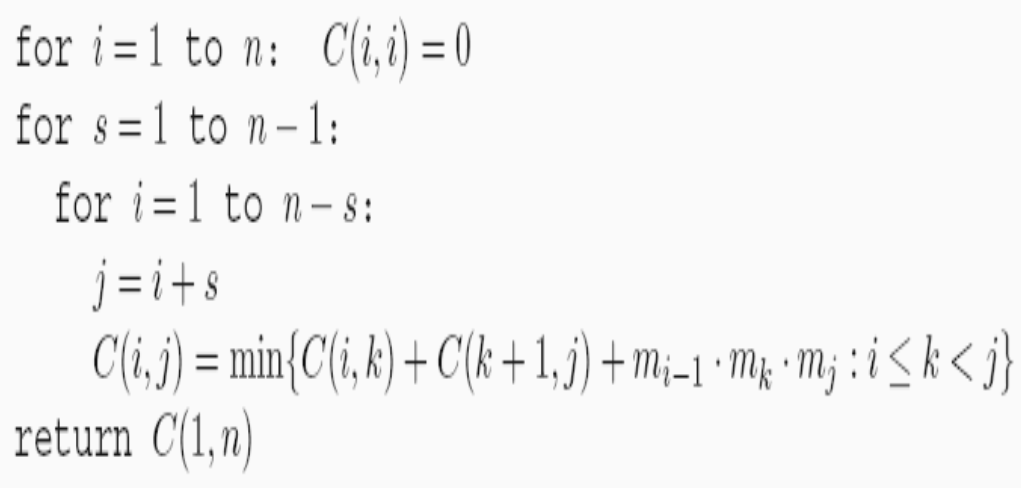 for i = 1 to n: C(i,i) = 0
for s = 1 to n − 1:
for i = 1 to n − s:
j = i + s
C(i,j) = min{C(i,k) + C(k + 1,j) + m_{i−1} · m_k · m_j : i ≤ k < j}
return C(1,n)